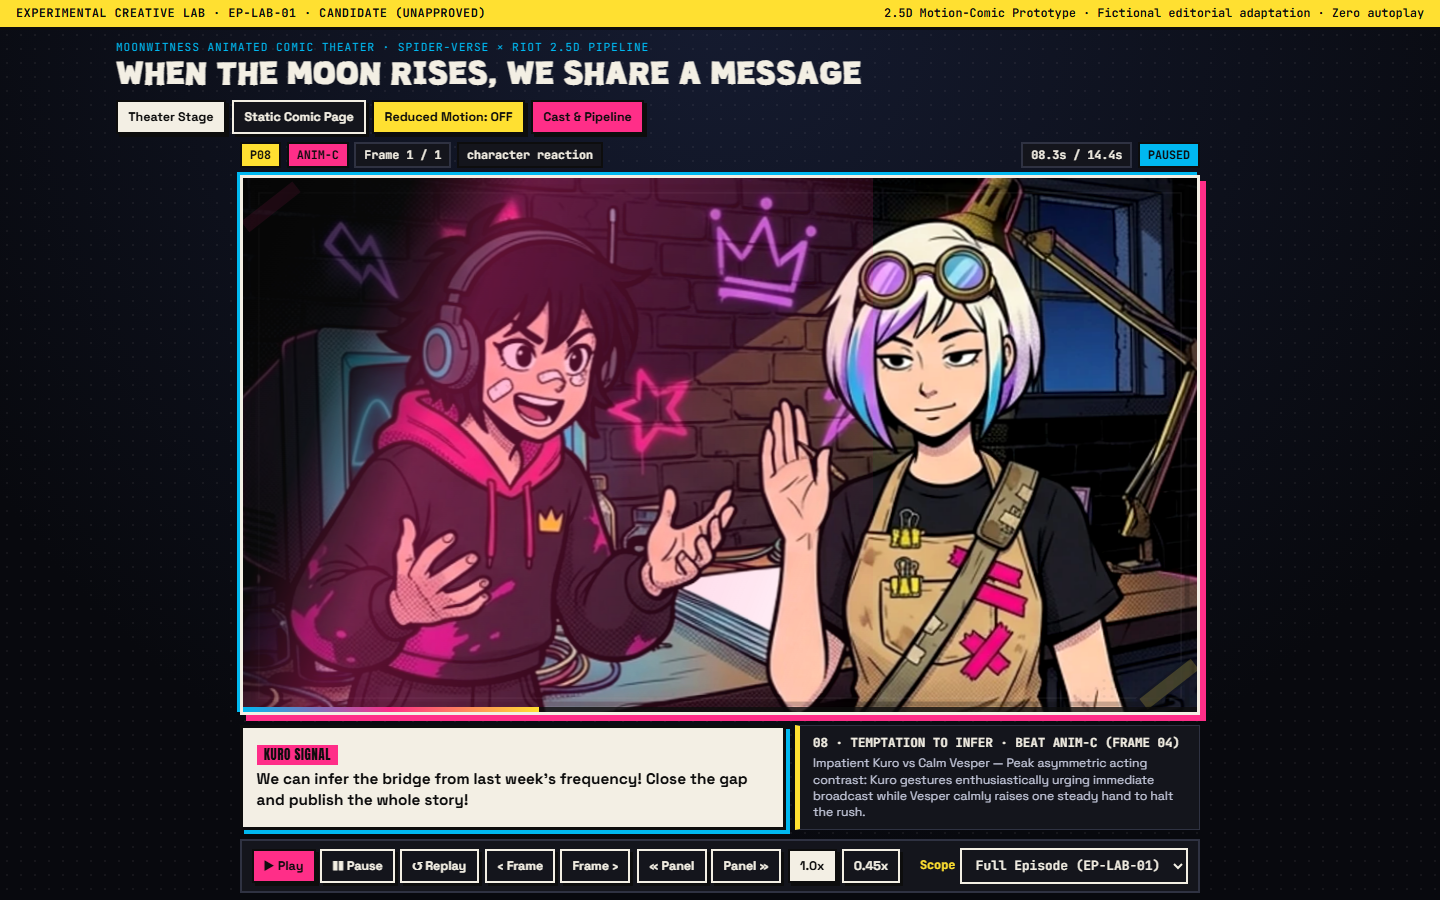 EXPERIMENTAL CREATIVE LAB · EP-LAB-01 · CANDIDATE (UNAPPROVED)
2.5D Motion-Comic Prototype · Fictional editorial adaptation · Zero autoplay
MOONWITNESS ANIMATED COMIC THEATER · SPIDER-VERSE × RIOT 2.5D PIPELINE
WHEN THE MOON RISES, WE SHARE A MESSAGE
Theater Stage
Static Comic Page
Reduced Motion: OFF
Cast & Pipeline
P08
ANIM-C
Frame 1 / 1
character reaction
08.3s / 14.4s
PAUSED
KURO SIGNAL
We can infer the bridge from last week's frequency! Close the gap
and publish the whole story!
08 · TEMPTATION TO INFER · BEAT ANIM-C (FRAME 04)
Impatient Kuro vs Calm Vesper — Peak asymmetric acting
contrast: Kuro gestures enthusiastically urging immediate
broadcast while Vesper calmly raises one steady hand to halt
the rush.
▶ Play
▮▮ Pause
↺ Replay
‹ Frame
Frame ›
« Panel
Panel »
1.0x
0.45x
Scope
Full Episode (EP-LAB-01)